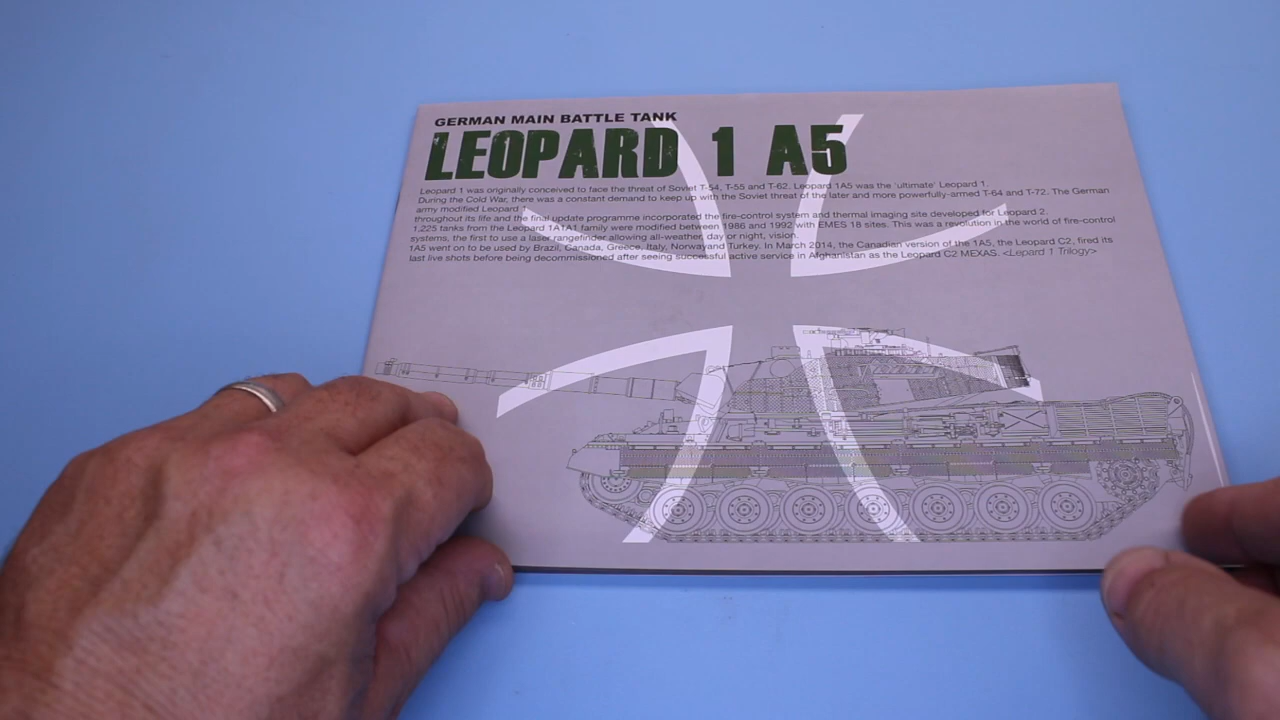 GERMAN MAIN BATTLE TANK
LEOPARD 1 A5
Leopard 1 was originally conceived to face the threat of Soviet T-54, T-55 and T-62. Leopard 1A5 was the 'ultimate' Leopard 1.
During the Cold War, there was a constant demand to keep up with the Soviet threat of the later and more powerfully-armed T-64 and T-72. The German
army modified Leopard 1
throughout its life and the final update programme incorporated the fire-control system and thermal imaging site developed for Leopard 2.
1,225 tanks from the Leopard 1A1A1 family were modified between 1986 and 1992 with EMES 18 sites. This was a revolution in the world of fire-control
systems, the first to use a laser rangefinder allowing all-weather, day or night, vision.
1A5 went on to be used by Brazil, Canada, Greece, Italy, Norway and Turkey. In March 2014, the Canadian version of the 1A5, the Leopard C2, fired its
last live shots before being decommissioned after seeing successful active service in Afghanistan as the Leopard C2 MEXAS. <Lepard 1 Trilogy>